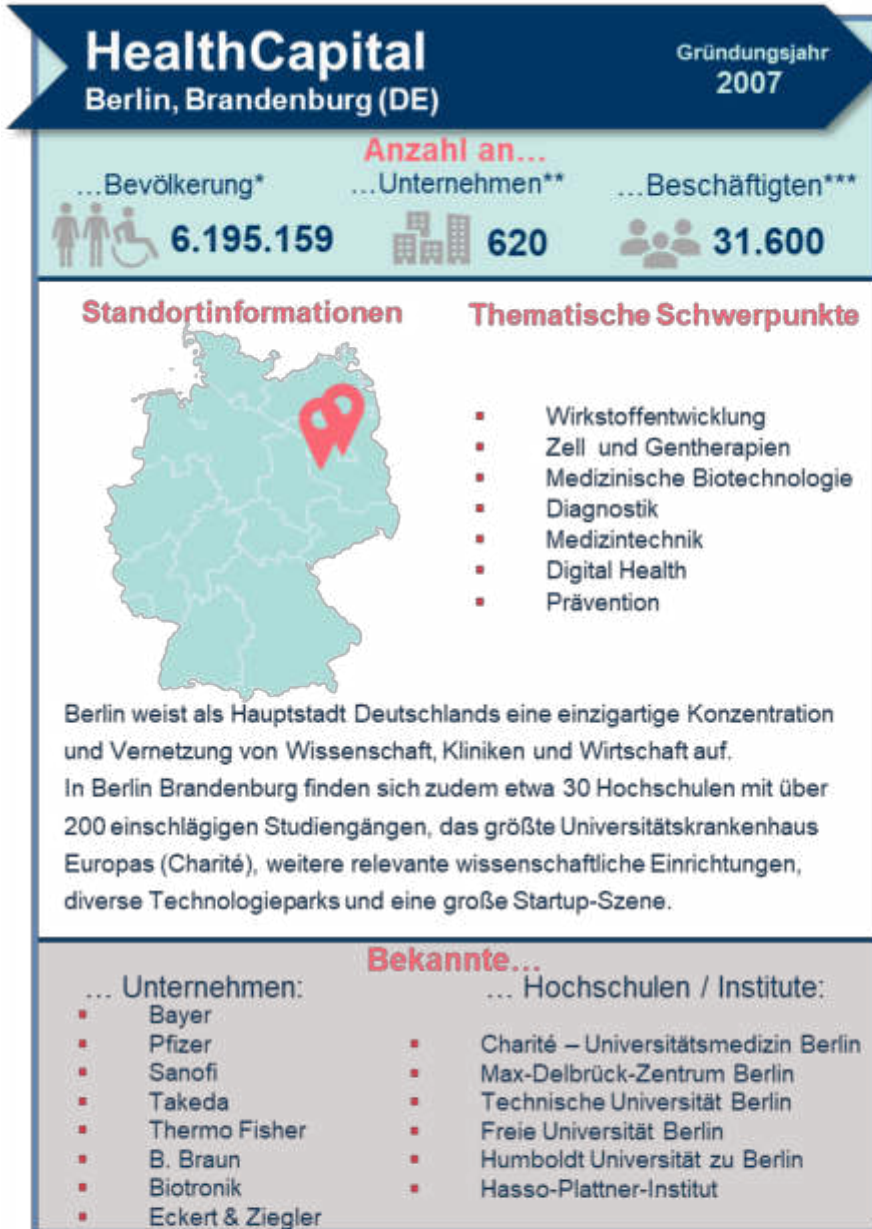 HealthCapital
Berlin, Brandenburg (DE)
Gründungsjahr
2007
Anzahl an...
...Bevölkerung*
6.195.159
...Unternehmen**
620
...Beschäftigten***
31.600
Standortinformationen
Thematische Schwerpunkte
▪ Wirkstoffentwicklung
▪ Zell und Gentherapien
▪ Medizinische Biotechnologie
▪ Diagnostik
▪ Medizintechnik
▪ Digital Health
▪ Prävention
Berlin weist als Hauptstadt Deutschlands eine einzigartige Konzentration
und Vernetzung von Wissenschaft, Kliniken und Wirtschaft auf.
In Berlin Brandenburg finden sich zudem etwa 30 Hochschulen mit über
200 einschlägigen Studiengängen, das größte Universitätskrankenhaus
Europas (Charité), weitere relevante wissenschaftliche Einrichtungen,
diverse Technologieparks und eine große Startup-Szene.
Bekannte...
... Unternehmen:
▪ Bayer
▪ Pfizer
▪ Sanofi
▪ Takeda
▪ Thermo Fisher
▪ B. Braun
▪ Biotronik
▪ Eckert & Ziegler
... Hochschulen / Institute:
▪ Charité – Universitätsmedizin Berlin
▪ Max-Delbrück-Zentrum Berlin
▪ Technische Universität Berlin
▪ Freie Universität Berlin
▪ Humboldt Universität zu Berlin
▪ Hasso-Plattner-Institut